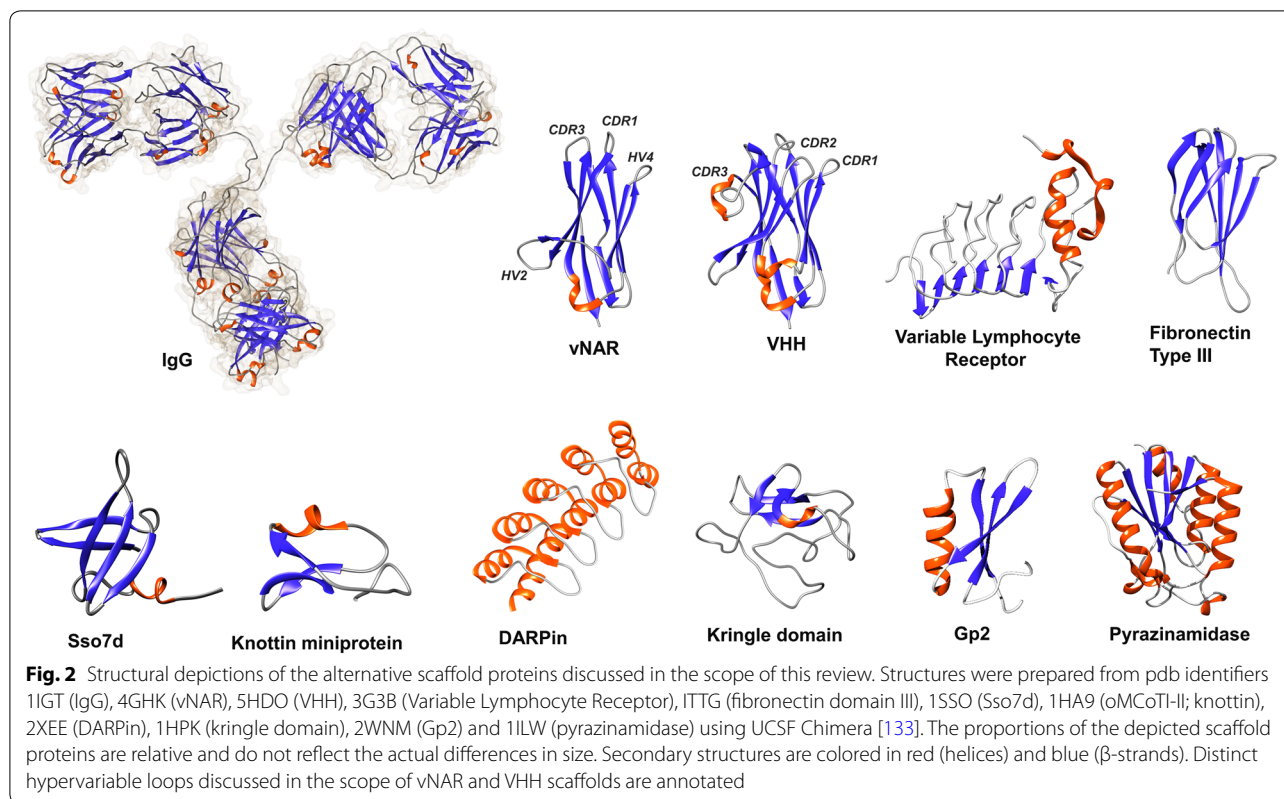 CDR3
CDR1
HV4
HV2
CDR3
CDR2
CDR1
IgG
vNAR
VHH
Variable Lymphocyte
Receptor
Fibronectin
Type III
Sso7d
Knottin miniprotein
DARPin
Kringle domain
Gp2
Pyrazinamidase
Fig. 2 Structural depictions of the alternative scaffold proteins discussed in the scope of this review. Structures were prepared from pdb identifiers
1IGT (IgG), 4GHK (vNAR), 5HDO (VHH), 3G3B (Variable Lymphocyte Receptor), ITTG (fibronectin domain III), 1SSO (Sso7d), 1HA9 (oMCoTI-II; knottin),
2XEE (DARPin), 1HPK (kringle domain), 2WNM (Gp2) and 1ILW (pyrazinamidase) using UCSF Chimera [133]. The proportions of the depicted scaffold
proteins are relative and do not reflect the actual differences in size. Secondary structures are colored in red (helices) and blue (β-strands). Distinct
hypervariable loops discussed in the scope of vNAR and VHH scaffolds are annotated